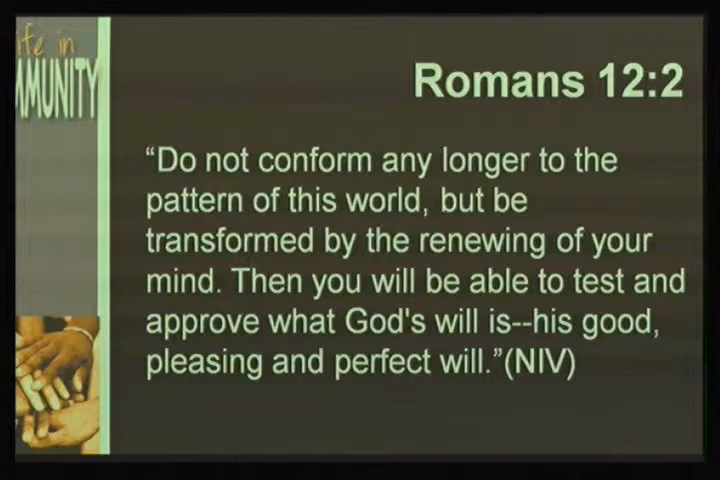 ife in
MMUNITY
Romans 12:2
“Do not conform any longer to the
pattern of this world, but be
transformed by the renewing of your
mind. Then you will be able to test and
approve what God's will is--his good,
pleasing and perfect will.”(NIV)